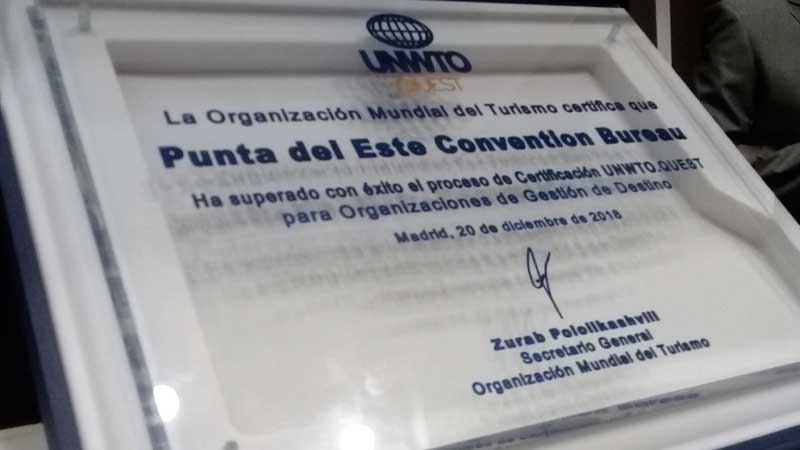 UNWTO
QUEST
La Organización Mundial del Turismo certifica que
Punta del Este Convention Bureau
Ha superado con éxito el proceso de Certificación UNWTO.QUEST
para Organizaciones de Gestión de Destino
Madrid, 20 de diciembre de 2018
Zurab Pololikashvili
Secretario General
Organización Mundial del Turismo